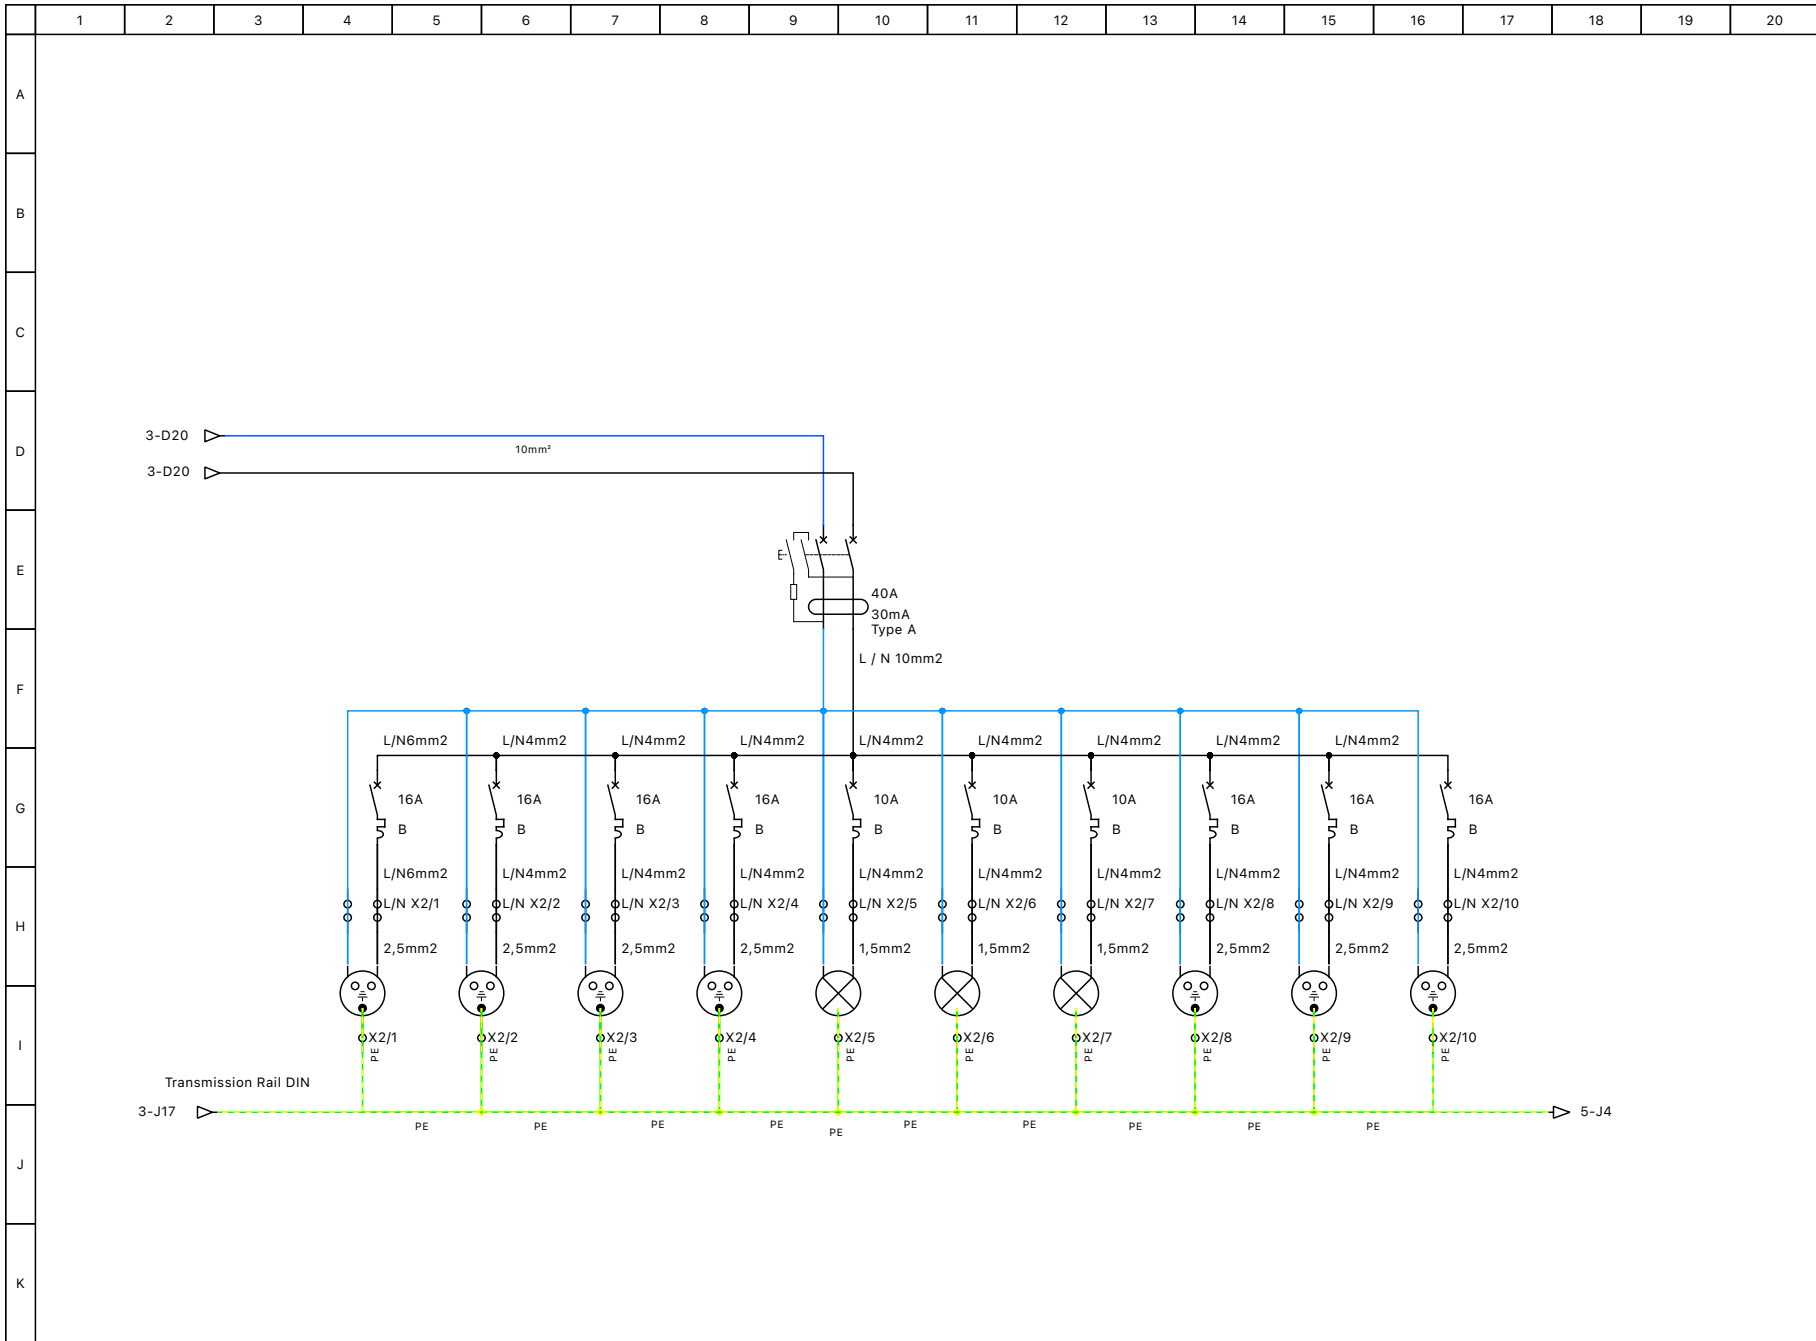 1 2 3 4 5 6 7 8 9 10 11 12 13 14 15 16 17 18 19 20
A
B
C
D
3-D20
10mm²
3-D20
E
40A
30mA
Type A
L / N 10mm2
F
L/N6mm2 L/N4mm2 L/N4mm2 L/N4mm2 L/N4mm2 L/N4mm2 L/N4mm2 L/N4mm2 L/N4mm2
G
16A 16A 16A 16A 10A 10A 10A 16A 16A 16A
B B B B B B B B B B
L/N6mm2 L/N4mm2 L/N4mm2 L/N4mm2 L/N4mm2 L/N4mm2 L/N4mm2 L/N4mm2 L/N4mm2 L/N4mm2
L/N X2/1 L/N X2/2 L/N X2/3 L/N X2/4 L/N X2/5 L/N X2/6 L/N X2/7 L/N X2/8 L/N X2/9 L/N X2/10
H
2,5mm2 2,5mm2 2,5mm2 2,5mm2 1,5mm2 1,5mm2 1,5mm2 2,5mm2 2,5mm2 2,5mm2
I
X2/1 X2/2 X2/3 X2/4 X2/5 X2/6 X2/7 X2/8 X2/9 X2/10
PE PE PE PE PE PE PE PE PE PE
Transmission Rail DIN
3-J17 5-J4
PE PE PE PE PE PE PE PE PE PE
J
K